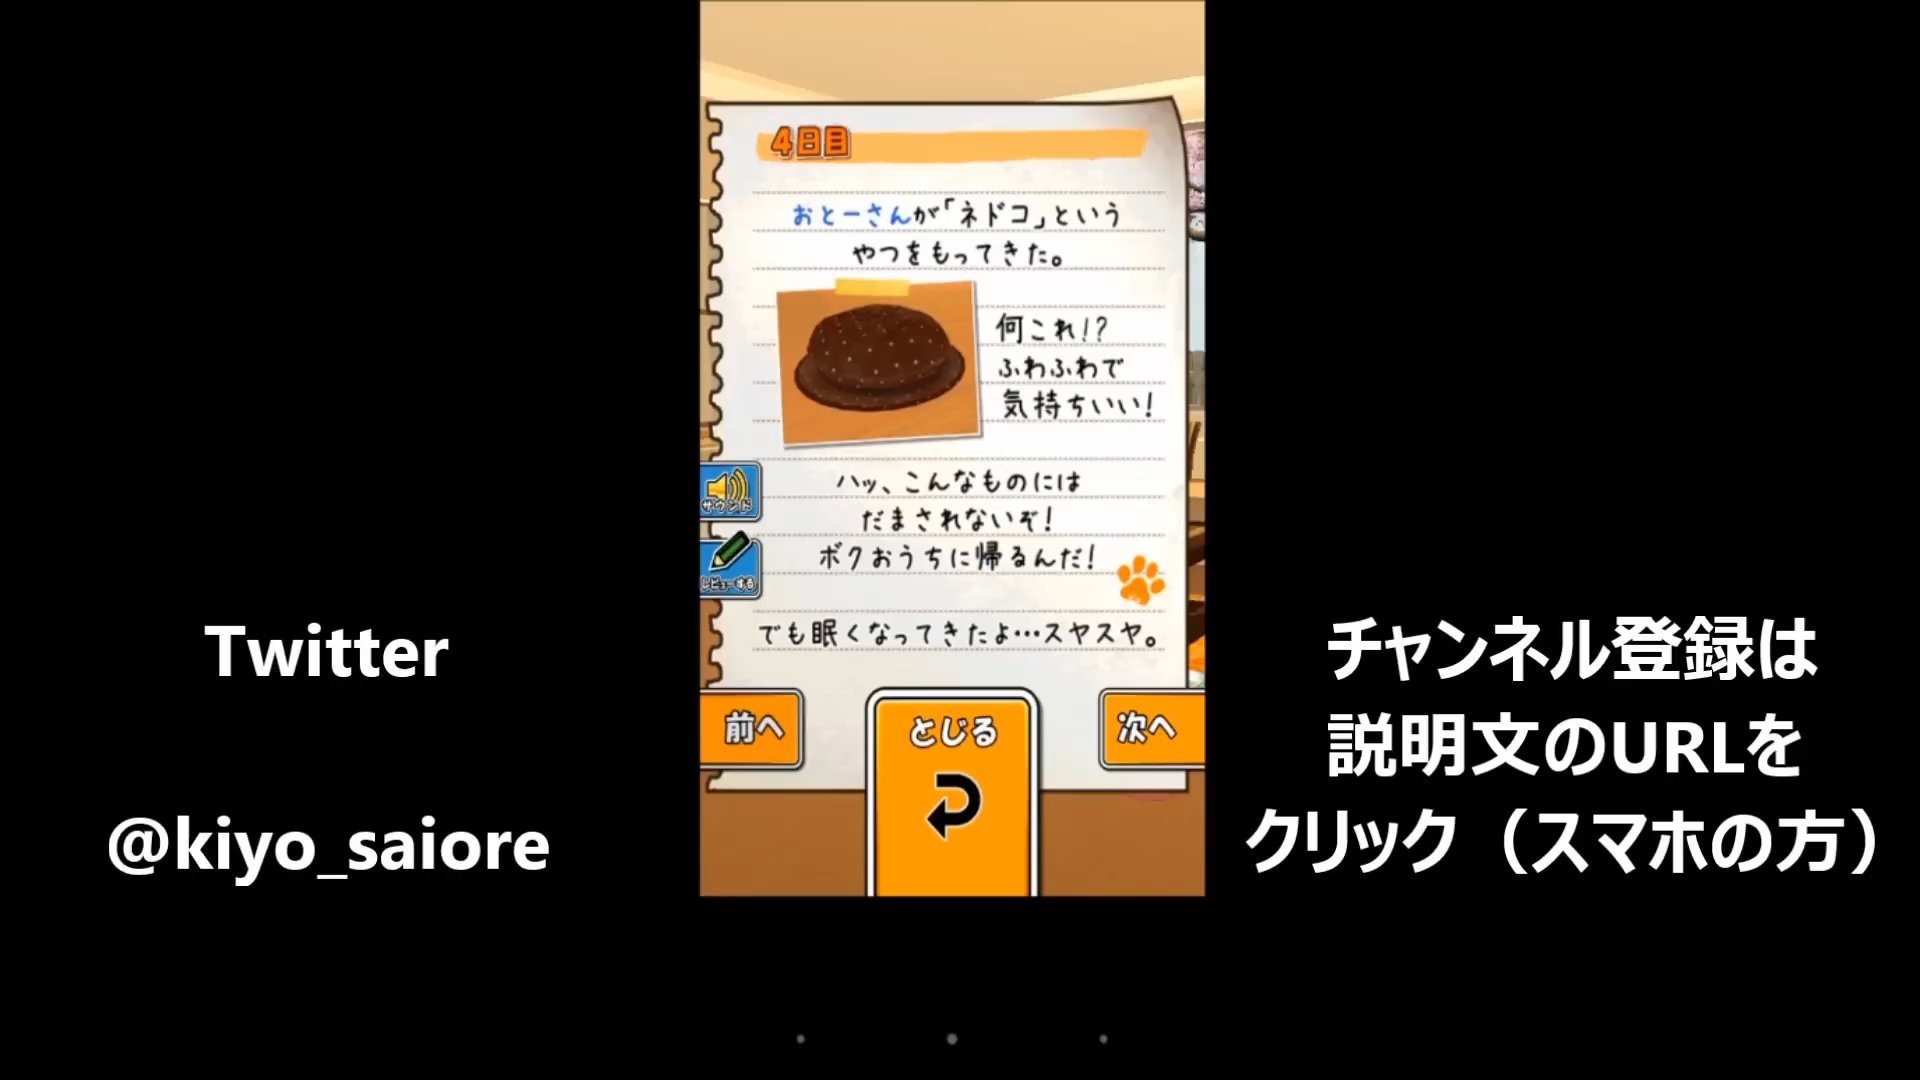 4日目
おとーさんが「ネドコ」という
やつをもってきた。
何これ!?
ふわふわで
気持ちいい!
ハッ、こんなものには
だまされないぞ!
ボクおうちに帰るんだ!
でも眠くなってきたよ…スヤスヤ。
サウンド
レビューする
前へ
とじる
次へ
Twitter
@kiyo_saiore
チャンネル登録は
説明文のURLを
クリック（スマホの方）